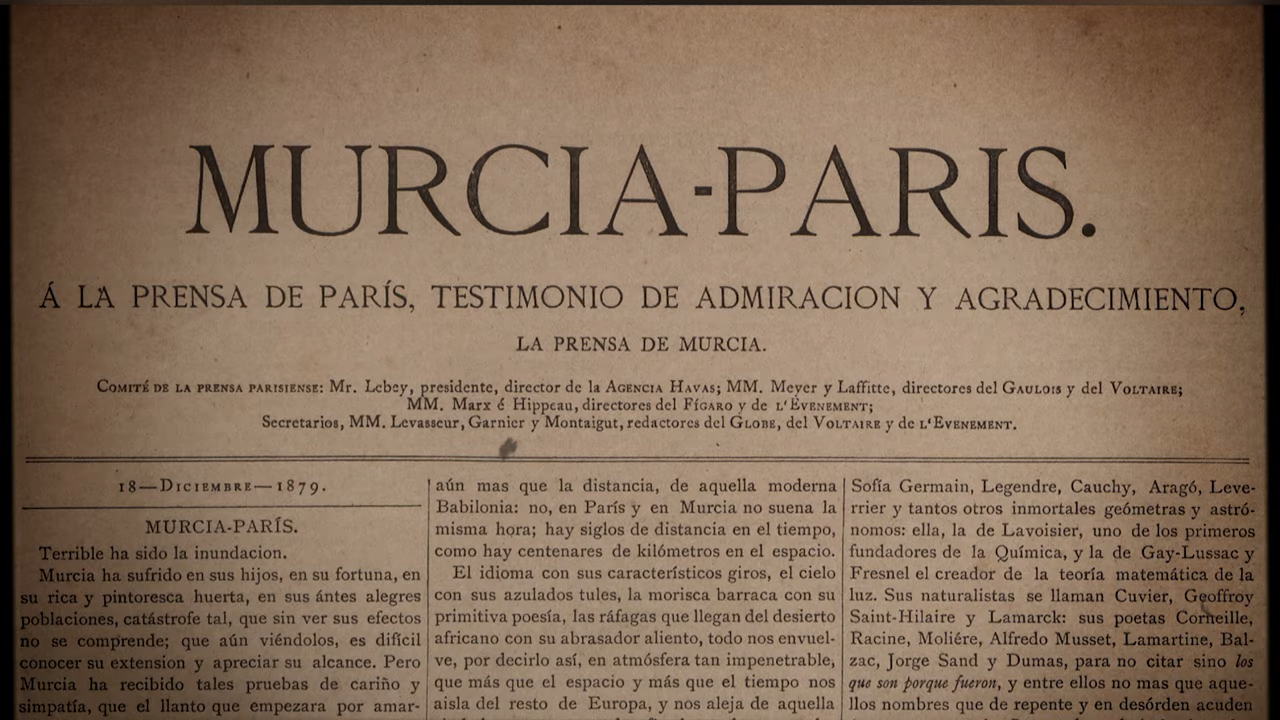 MURCIA-PARIS.
Á LA PRENSA DE PARÍS, TESTIMONIO DE ADMIRACION Y AGRADECIMIENTO,
LA PRENSA DE MURCIA.
COMITÉ DE LA PRENSA PARISIENSE: Mr. Lebey, presidente, director de la AGENCIA HAVAS; MM. Meyer y Laffitte, directores del GAULOIS y del VOLTAIRE;
MM. Marx é Hippeau, directores del FÍGARO y de L'ÉVENEMENT;
Secretarios, MM. Levasseur, Garnier y Montaigut, redactores del GLOBE, del VOLTAIRE y de L'EVENEMENT.
18—DICIEMBRE—1879.
MURCIA-PARÍS.
Terrible ha sido la inundacion.
Murcia ha sufrido en sus hijos, en su fortuna, en
su rica y pintoresca huerta, en sus ántes alegres
poblaciones, catástrofe tal, que sin ver sus efectos
no se comprende; que aún viéndolos, es difícil
conocer su extension y apreciar su alcance. Pero
Murcia ha recibido tales pruebas de cariño y
simpatía, que el llanto que empezara por amar-
aún mas que la distancia, de aquella moderna
Babilonia: no, en París y en Murcia no suena la
misma hora; hay siglos de distancia en el tiempo,
como hay centenares de kilómetros en el espacio.
El idioma con sus característicos giros, el cielo
con sus azulados tules, la morisca barraca con su
primitiva poesía, las ráfagas que llegan del desierto
africano con su abrasador aliento, todo nos envuel-
ve, por decirlo así, en atmósfera tan impenetrable,
que más que el espacio y más que el tiempo nos
aisla del resto de Europa, y nos aleja de aquella
Sofía Germain, Legendre, Cauchy, Aragó, Leve-
rrier y tantos otros inmortales geómetras y astró-
nomos: ella, la de Lavoisier, uno de los primeros
fundadores de la Química, y la de Gay-Lussac y
Fresnel el creador de la teoría matemática de la
luz. Sus naturalistas se llaman Cuvier, Geoffroy
Saint-Hilaire y Lamarck: sus poetas Corneille,
Racine, Moliére, Alfredo Musset, Lamartine, Bal-
zac, Jorge Sand y Dumas, para no citar sino los
que son porque fueron, y entre ellos no mas que aque-
llos nombres que de repente y en desórden acuden